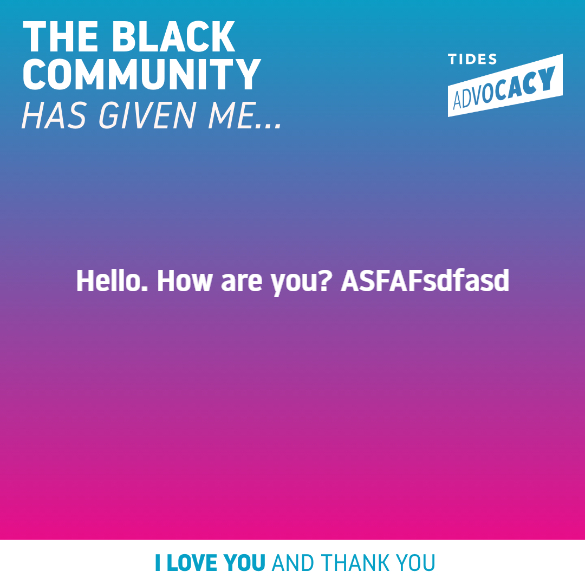 THE BLACK
COMMUNITY
HAS GIVEN ME...
TIDES
ADVOCACY
Hello. How are you? ASFAFsdfasd
I LOVE YOU AND THANK YOU